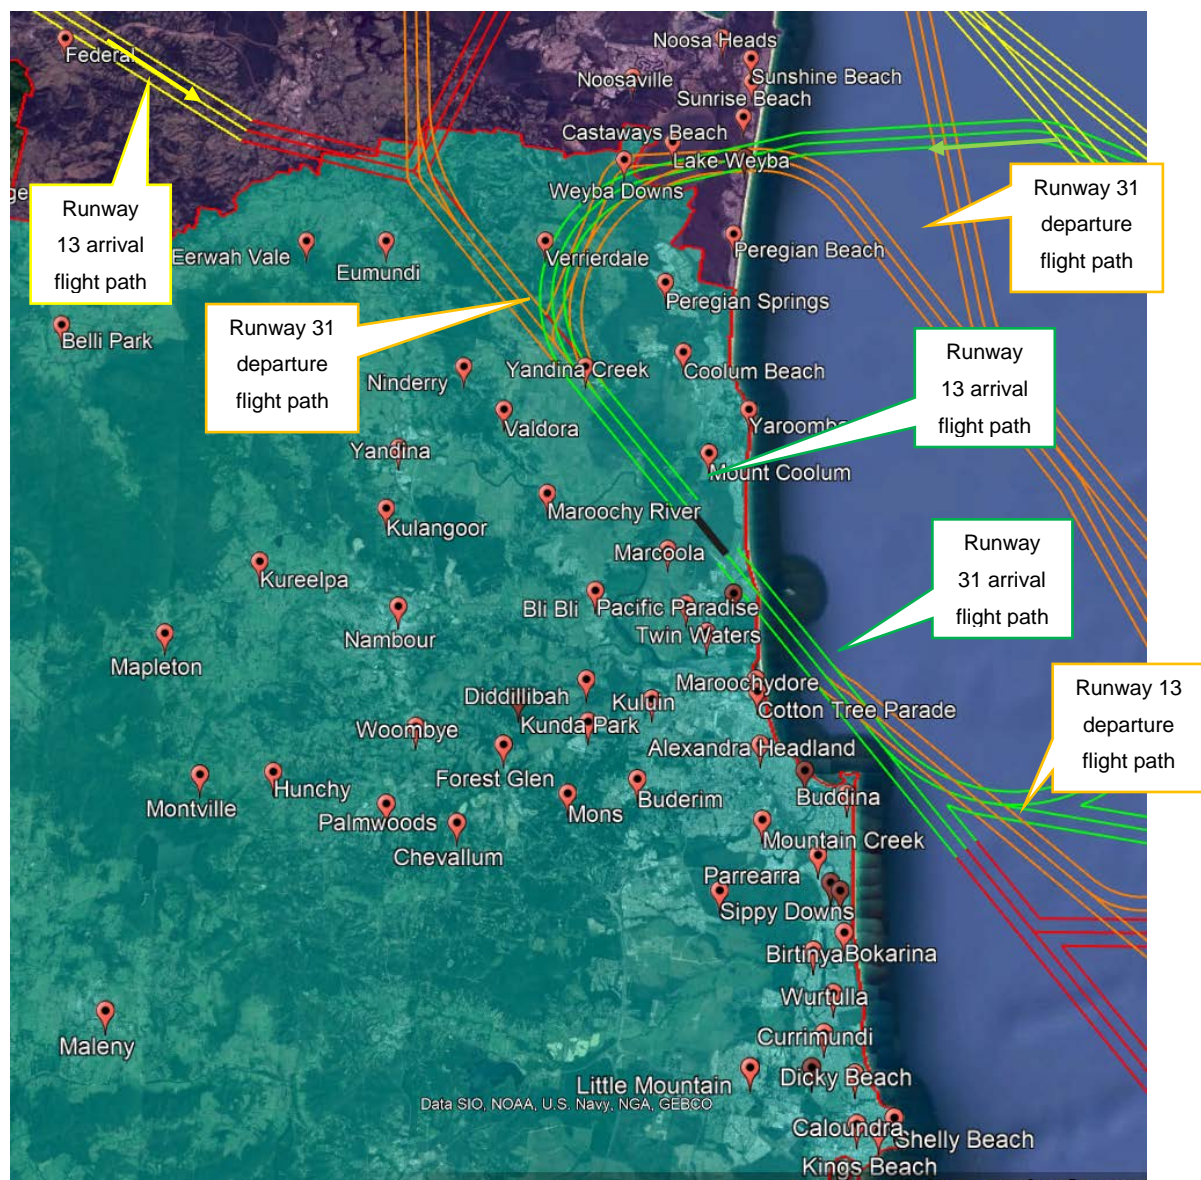 Noosa Heads
Federal
Noosaville
Sunshine Beach
Sunrise Beach
Castaways Beach
Lake Weyba
Weyba Downs
ge
Runway
13 arrival
flight path
Runway 31
departure
flight path
Eerwah Vale
Eumundi
Verrierdale
Peregian Beach
Peregian Springs
Belli Park
Runway 31
departure
flight path
Ninderry
Yandina Creek
Coolum Beach
Runway
13 arrival
flight path
Valdora
Yaroomba
Yandina
Mount Coolum
Kulangoor
Maroochy River
Marcoola
Kureelpa
Runway
31 arrival
flight path
Bli Bli
Pacific Paradise
Nambour
Twin Waters
Mapleton
Diddillibah
Kuluin
Maroochydore
Cotton Tree Parade
Runway 13
departure
flight path
Woombye
Kunda Park
Alexandra Headland
Forest Glen
Montville
Hunchy
Mons
Buderim
Buddina
Palmwoods
Chevallum
Mountain Creek
Parrearra
Sippy Downs
Birtinya
Bokarina
Wurtulla
Maleny
Currimundi
Little Mountain
Dicky Beach
Data SIO, NOAA, U.S. Navy, NGA, GEBCO
Caloundra
Shelly Beach
Kings Beach